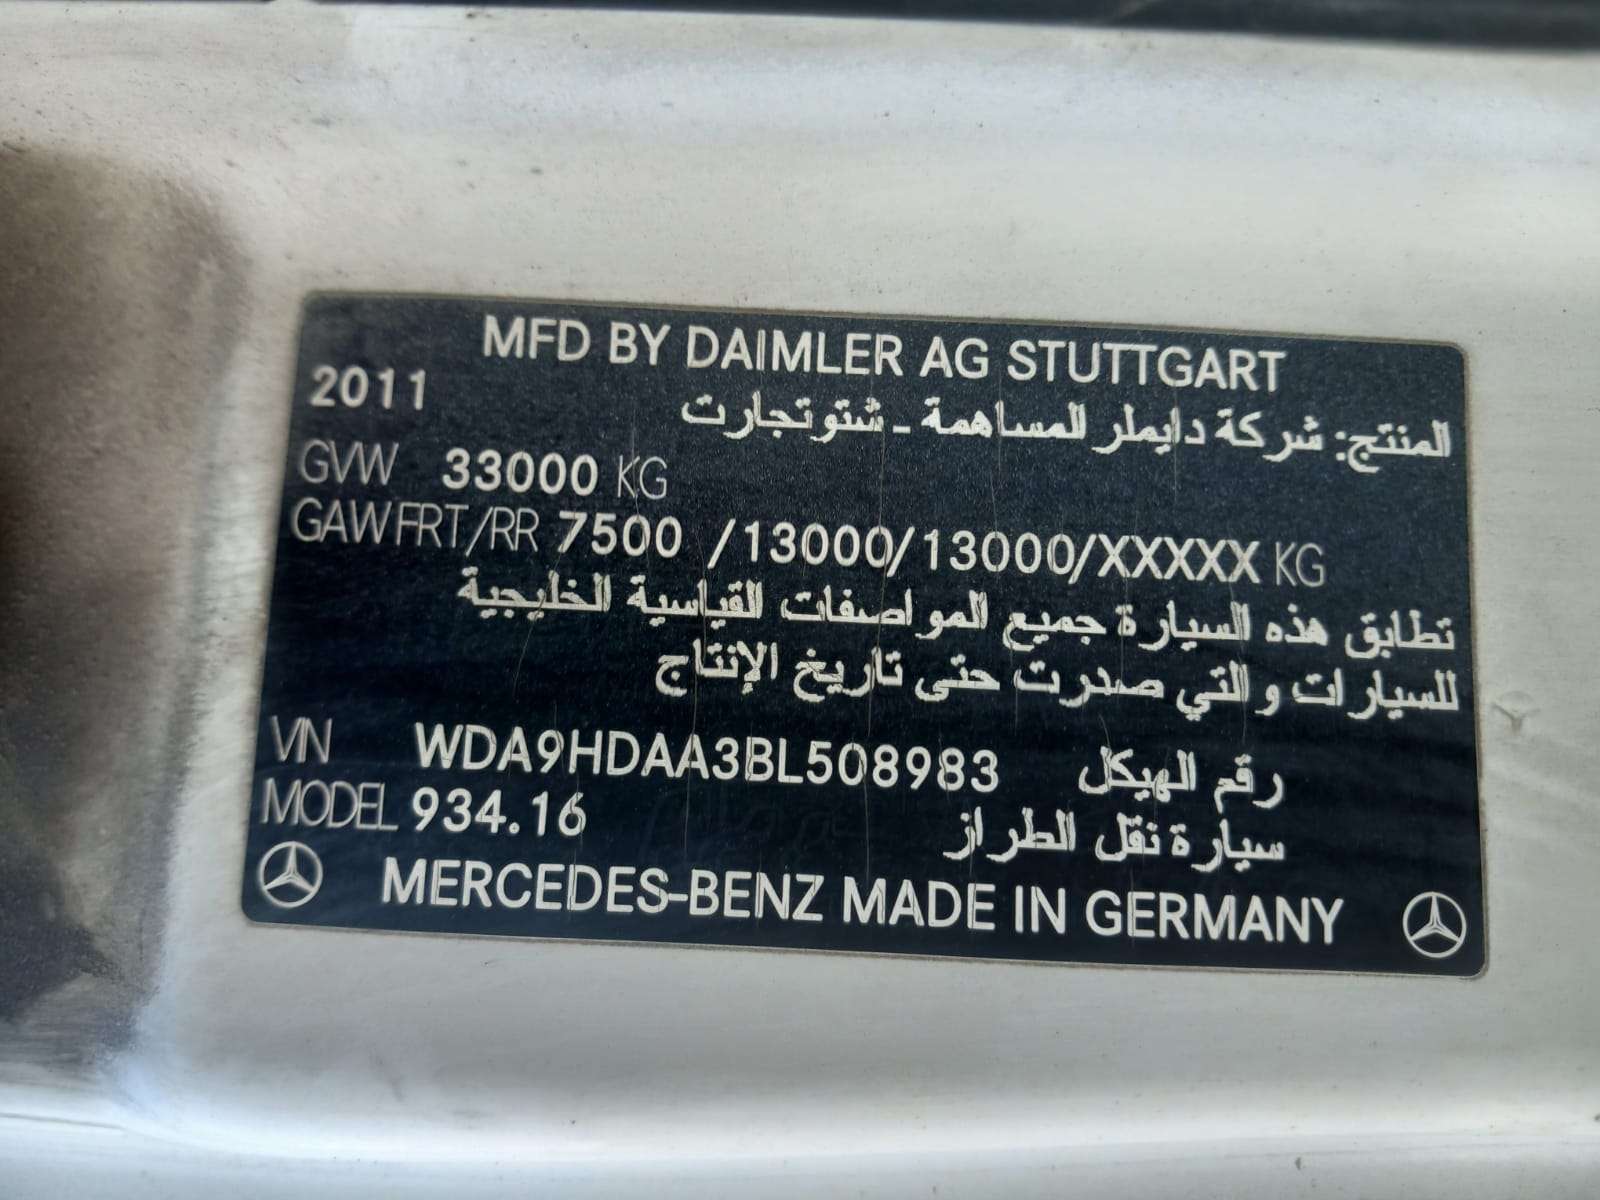 MFD BY DAIMLER AG STUTTGART
2011
المنتج: شركة دايملر المساهمة - شتوتجارت
GVW 33000 KG
GAWFRT/RR 7500 /13000/13000/XXXXX KG
تطابق هذه السيارة جميع المواصفات القياسية الخليجية
للسيارات والتي صدرت حتى تاريخ الإنتاج
VIN WDA9HDAA3BL508983 رقم الهيكل
MODEL 934.16 سيارة نقل الطراز
MERCEDES-BENZ MADE IN GERMANY